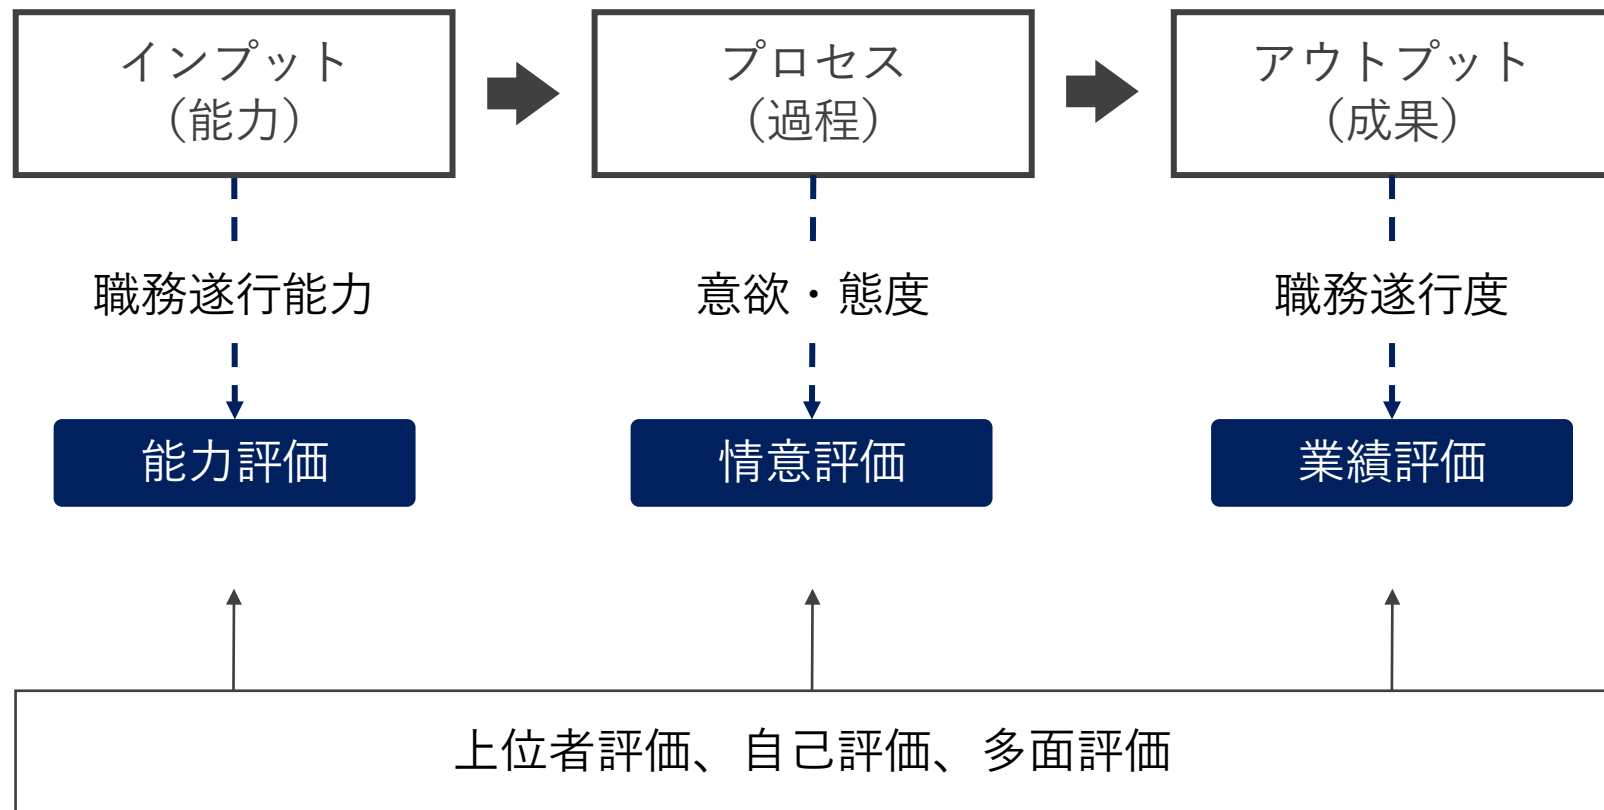 インプット
（能力）
プロセス
（過程）
アウトプット
（成果）
職務遂行能力
意欲・態度
職務遂行度
能力評価
情意評価
業績評価
上位者評価、自己評価、多面評価